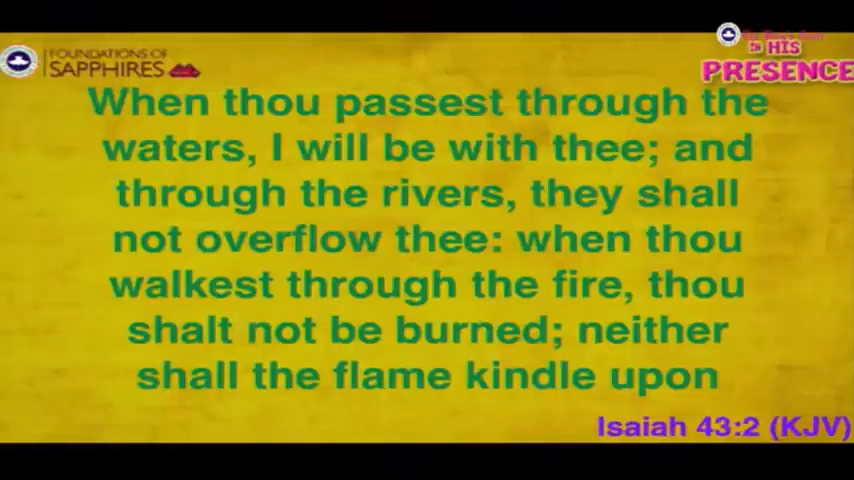 FOUNDATIONS OF
SAPPHIRES
IN HIS
PRESENCE
When thou passest through the
waters, I will be with thee; and
through the rivers, they shall
not overflow thee: when thou
walkest through the fire, thou
shalt not be burned; neither
shall the flame kindle upon
Isaiah 43:2 (KJV)